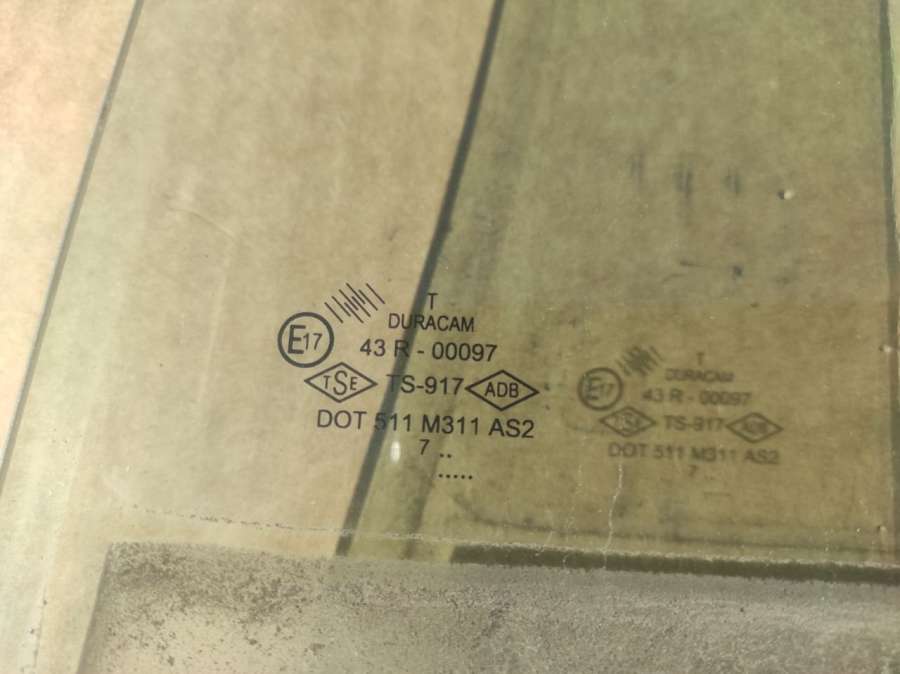 T
DURACAM
E17 43 R - 00097
TSE TS-917 ADB
DOT 511 M311 AS2
7 ..
.....
T
DURACAM
E17 43 R - 00097
TSE TS-917 ADB
DOT 511 M311 AS2
7 ..